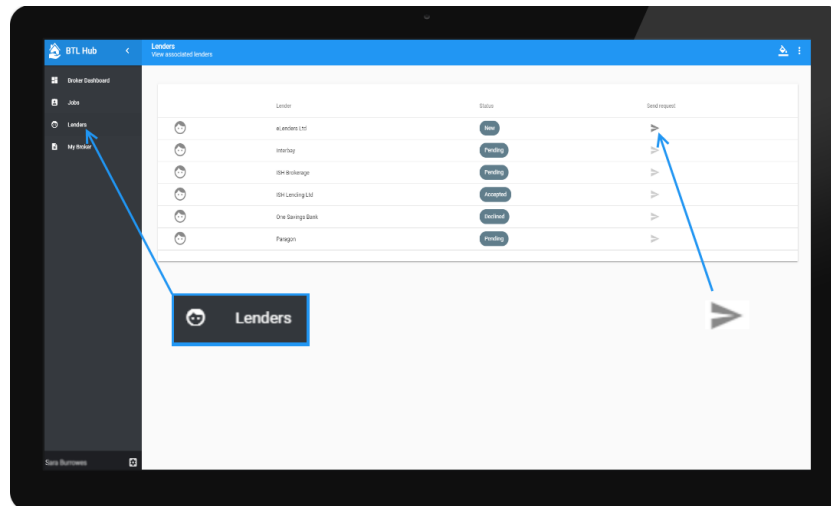 BTL Hub
Lenders
View associated lenders
Broker Dashboard
Jobs
Lenders
My Broker
Lender Status Send request
eLenders Ltd New
Interbay Pending
ISH Brokerage Pending
ISH Lending Ltd Accepted
One Savings Bank Declined
Paragon Pending
Lenders
Sara Burrowes